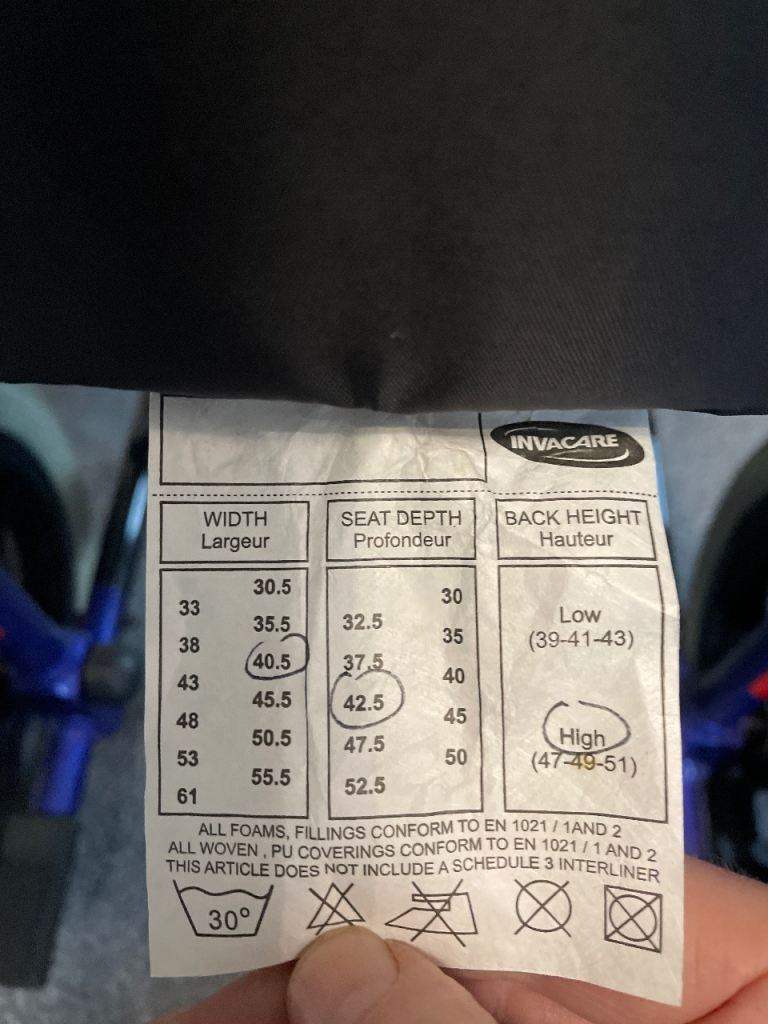 INVACARE
WIDTH
Largeur
SEAT DEPTH
Profondeur
BACK HEIGHT
Hauteur
30.5
33
35.5
38
40.5
43
45.5
48
50.5
53
55.5
61
30
32.5
35
37.5
40
42.5
45
47.5
50
52.5
Low
(39-41-43)
High
(47-49-51)
ALL FOAMS, FILLINGS CONFORM TO EN 1021 / 1AND 2
ALL WOVEN , PU COVERINGS CONFORM TO EN 1021 / 1 AND 2
THIS ARTICLE DOES NOT INCLUDE A SCHEDULE 3 INTERLINER
30°